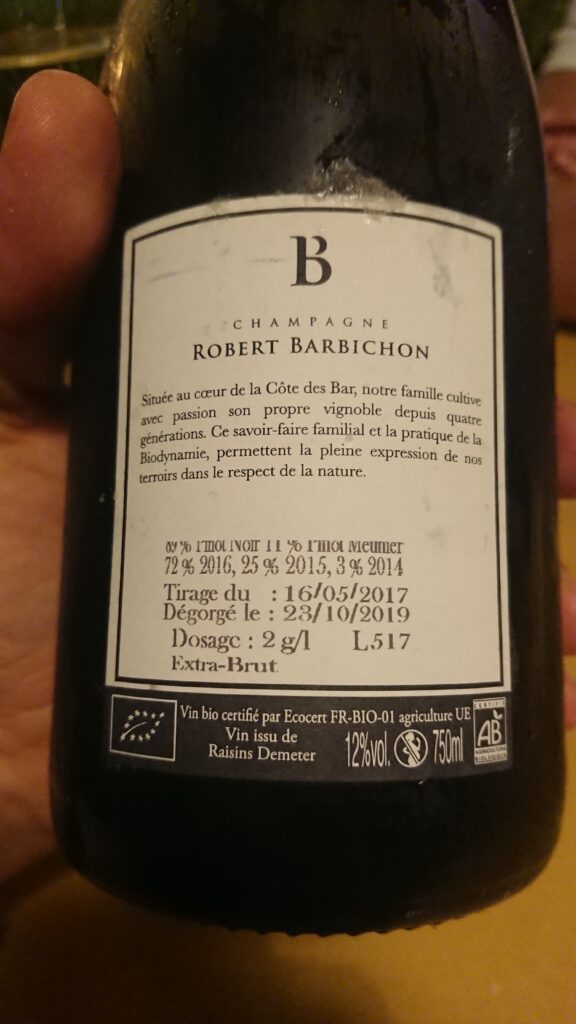 B
CHAMPAGNE
ROBERT BARBICHON
Située au cœur de la Côte des Bar, notre famille cultive
avec passion son propre vignoble depuis quatre
générations. Ce savoir-faire familial et la pratique de la
Biodynamie, permettent la pleine expression de nos
terroirs dans le respect de la nature.
89 % Pinot Noir 11 % Pinot Meunier
72 % 2016, 25 % 2015, 3 % 2014
Tirage du : 16/05/2017
Dégorgé le : 23/10/2019
Dosage : 2 g/l L517
Extra-Brut
Vin bio certifié par Ecocert FR-BIO-01 agriculture UE
Vin issu de
Raisins Demeter
12%vol. 750ml
CERTIFIÉ
AB
AGRICULTURE
BIOLOGIQUE